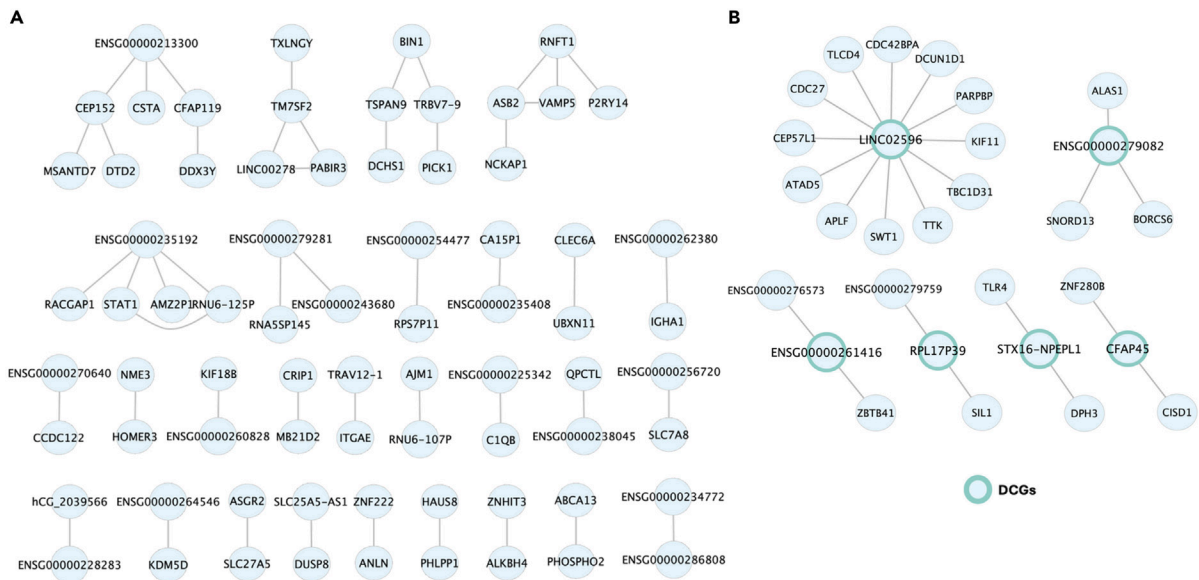 A
B
ENSG00000213300
TXLNGY
BIN1
RNFT1
CEP152
CSTA
CFAP119
TM7SF2
TSPAN9
TRBV7-9
ASB2
VAMP5
P2RY14
MSANTD7
DTD2
DDX3Y
LINC00278
PABIR3
DCHS1
PICK1
NCKAP1
ENSG00000235192
ENSG00000279281
ENSG00000254477
CA15P1
CLEC6A
ENSG00000262380
RACGAP1
STAT1
AMZ2P1
RNU6-125P
RNA5SP145
ENSG00000243680
RPS7P11
ENSG00000235408
UBXN11
IGHA1
ENSG00000270640
NME3
KIF18B
CRIP1
TRAV12-1
AJM1
ENSG00000225342
QPCTL
ENSG00000256720
CCDC122
HOMER3
ENSG00000260828
MB21D2
ITGAE
RNU6-107P
C1QB
ENSG00000238045
SLC7A8
hCG_2039566
ENSG00000264546
ASGR2
SLC25A5-AS1
ZNF222
HAUS8
ZNHIT3
ABCA13
ENSG00000234772
ENSG00000228283
KDM5D
SLC27A5
DUSP8
ANLN
PHLPP1
ALKBH4
PHOSPHO2
ENSG00000286808
TLCD4
CDC42BPA
DCUN1D1
CDC27
PARPBP
CEP57L1
LINC02596
KIF11
ATAD5
TBC1D31
APLF
SWT1
TTK
ALAS1
ENSG00000279082
SNORD13
BORCS6
ENSG00000276573
ENSG00000279759
TLR4
ZNF280B
ENSG00000261416
RPL17P39
STX16-NPEPL1
CFAP45
ZBTB41
SIL1
DPH3
CISD1
DCGs